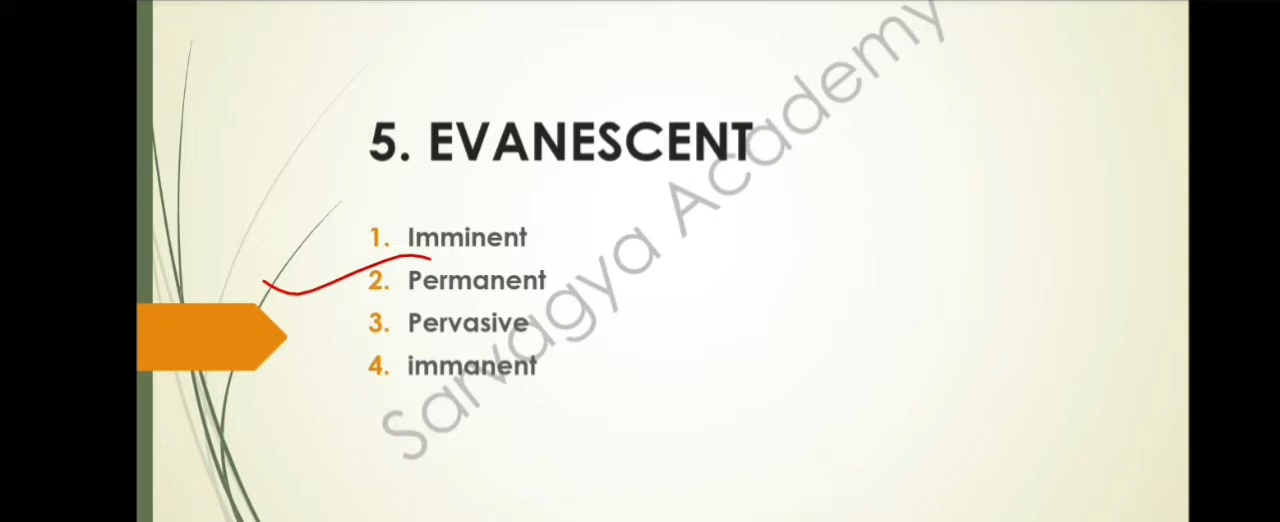 5. EVANESCENT
1. Imminent
2. Permanent
3. Pervasive
4. immanent
Sarvagya Academy